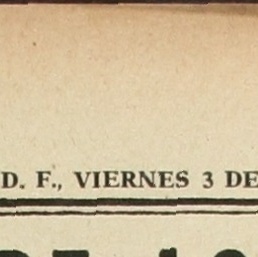 D. F., VIERNES 3 DE